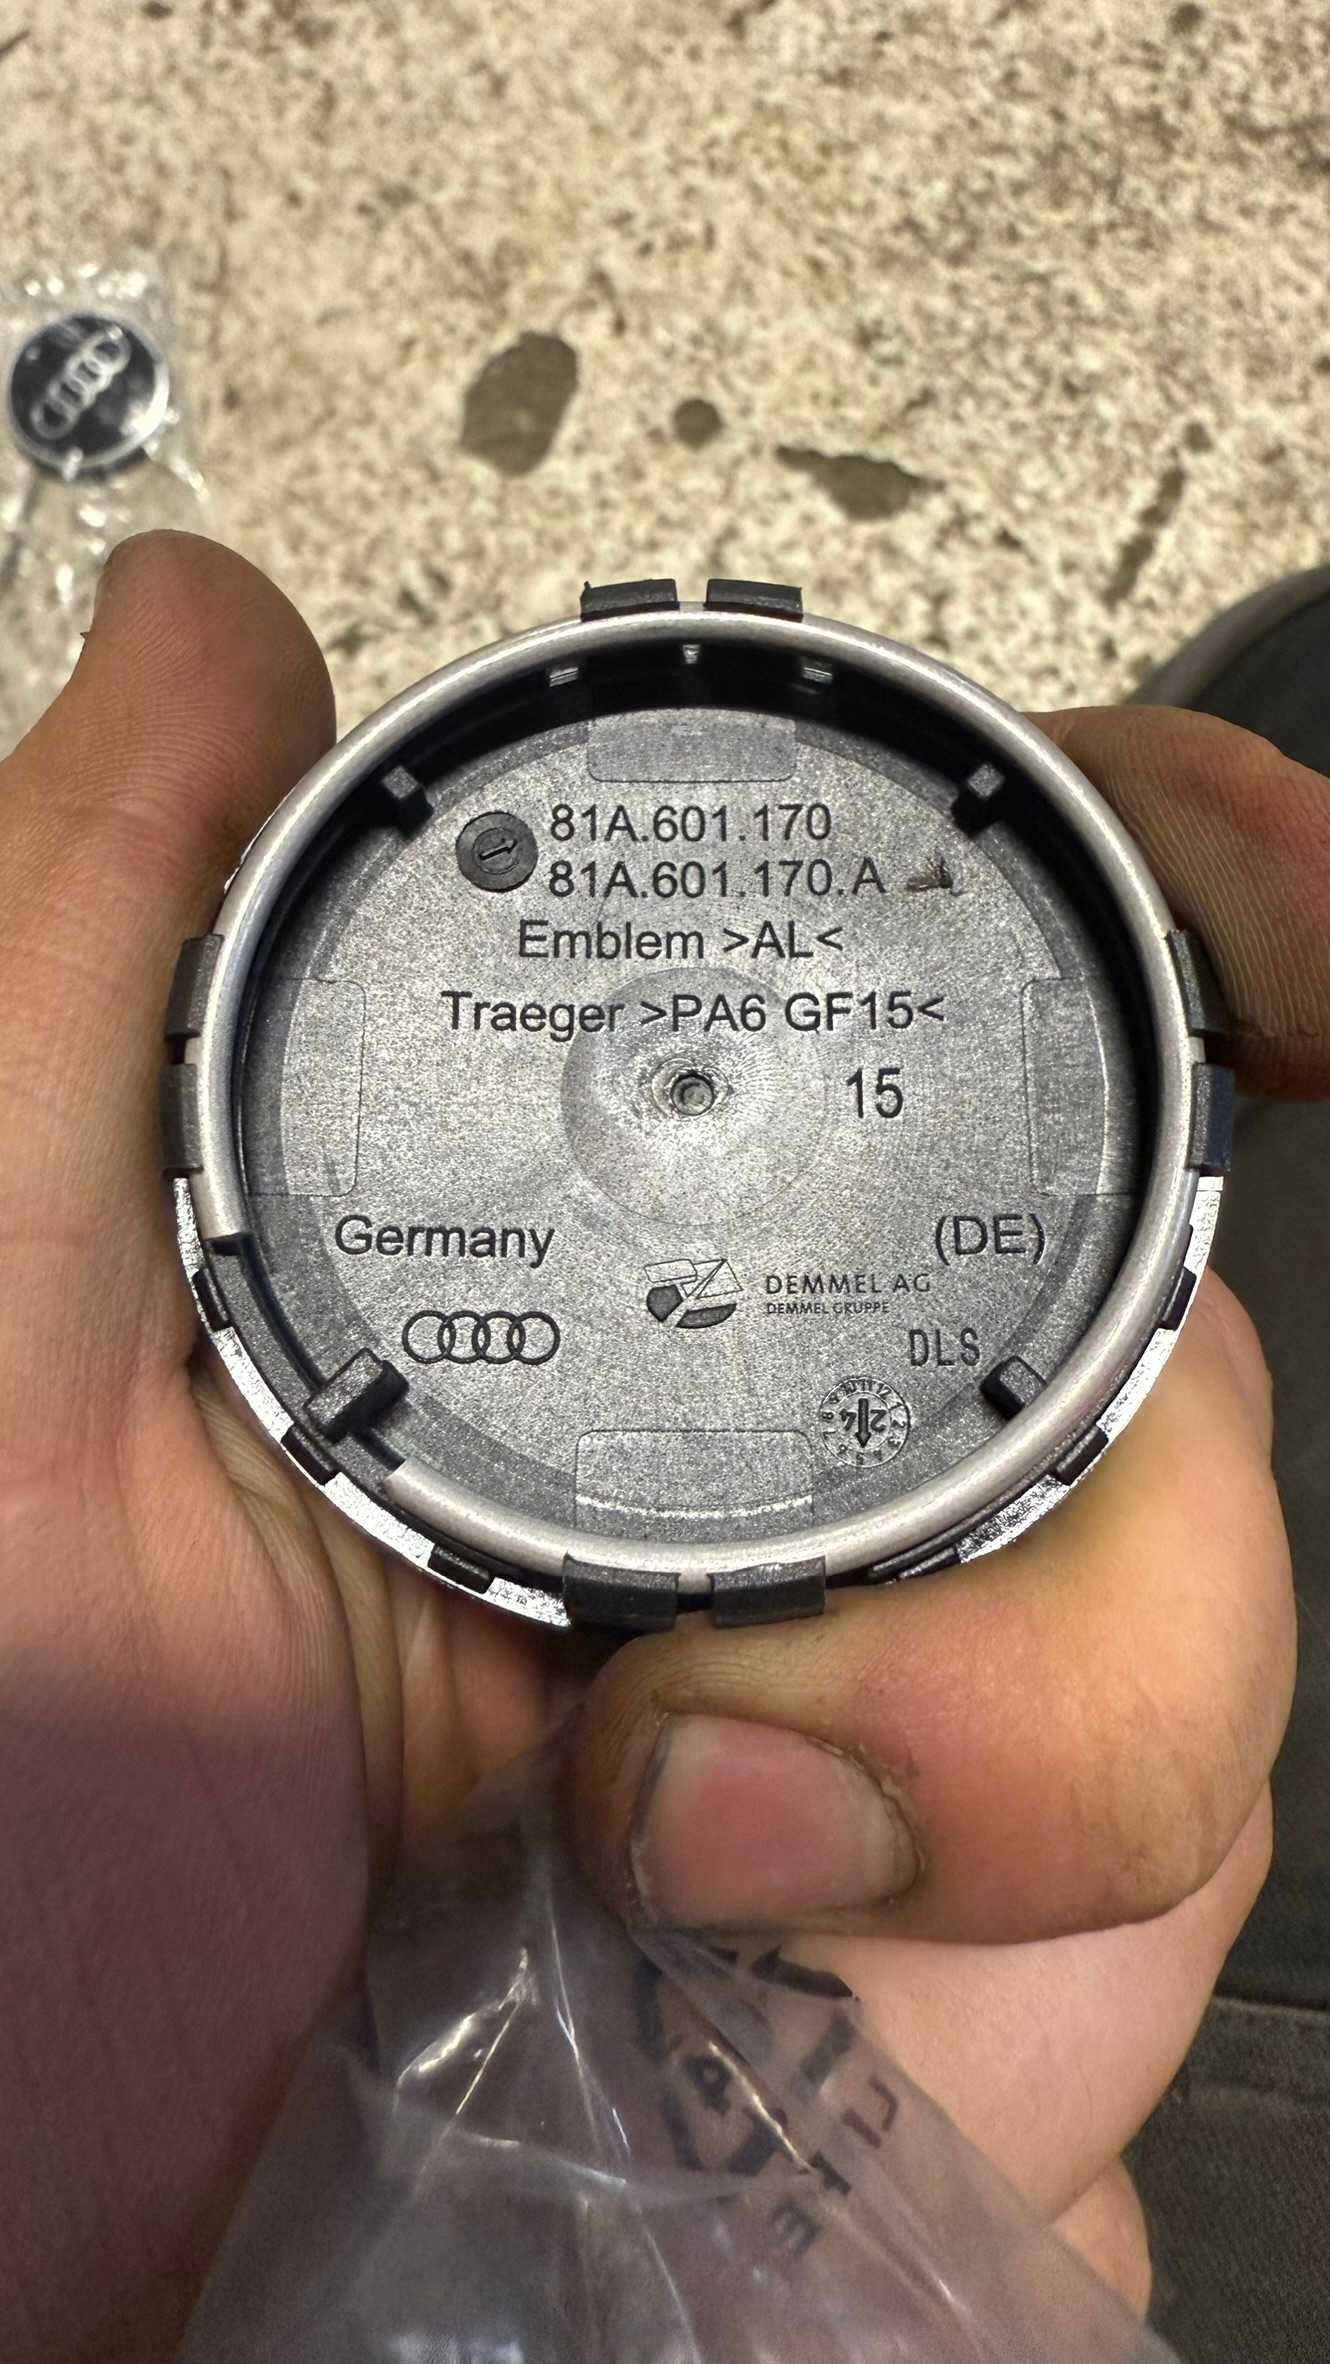 81A.601.170
81A.601.170.A
Emblem >AL<
Traeger >PA6 GF15<
15
Germany
(DE)
DEMMEL AG
DEMMEL GRUPPE
DLS
24